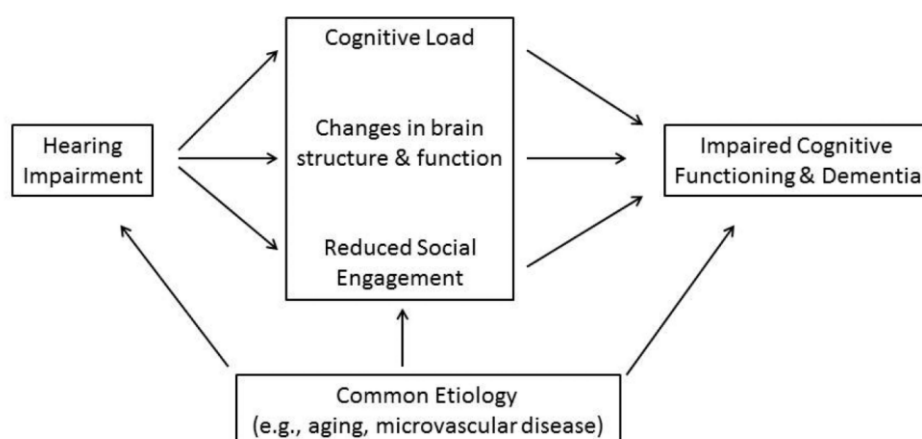 Cognitive Load
Changes in brain
structure & function
Reduced Social
Engagement
Hearing
Impairment
Impaired Cognitive
Functioning & Dementia
Common Etiology
(e.g., aging, microvascular disease)